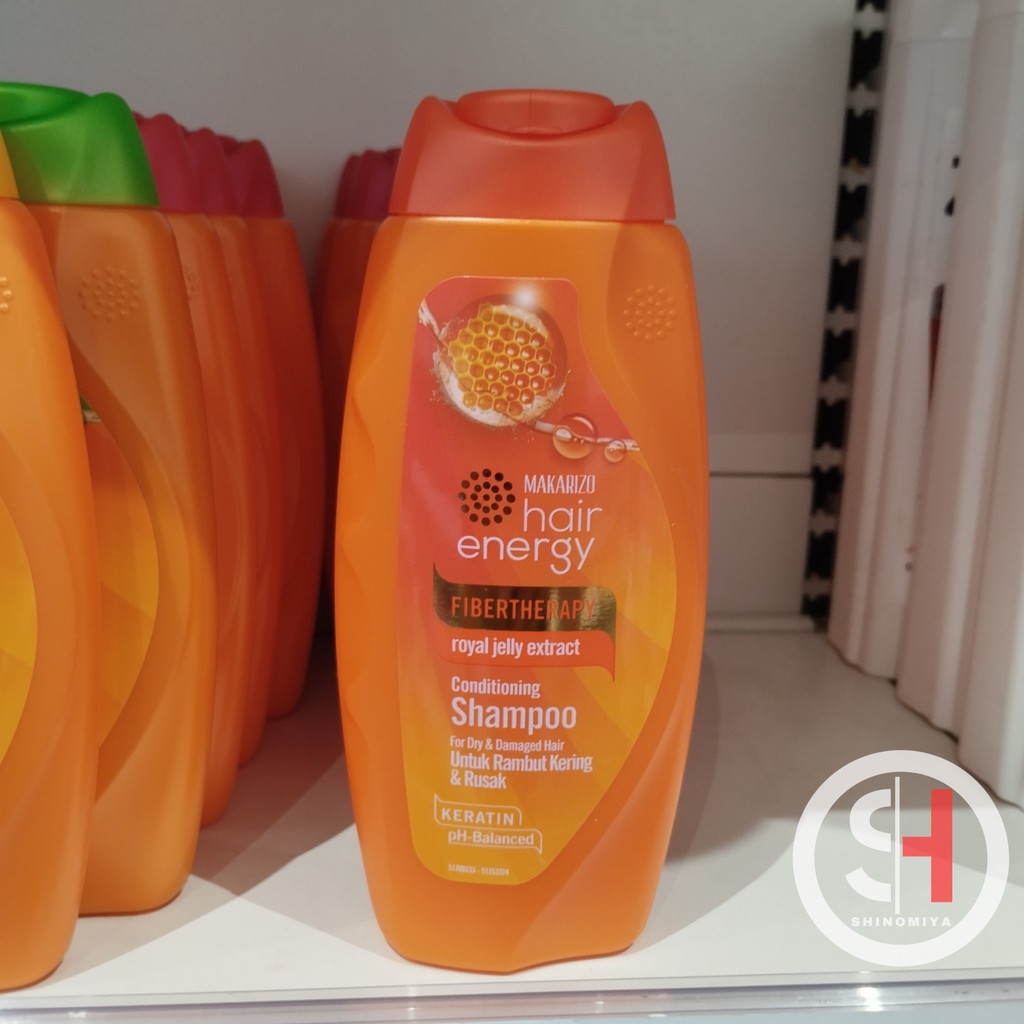 MAKARIZO
hair
energy
FIBERTHERAPY
royal jelly extract
Conditioning
Shampoo
For Dry & Damaged Hair
Untuk Rambut Kering
& Rusak
KERATIN
pH-Balanced
SH
SHINOMIYA